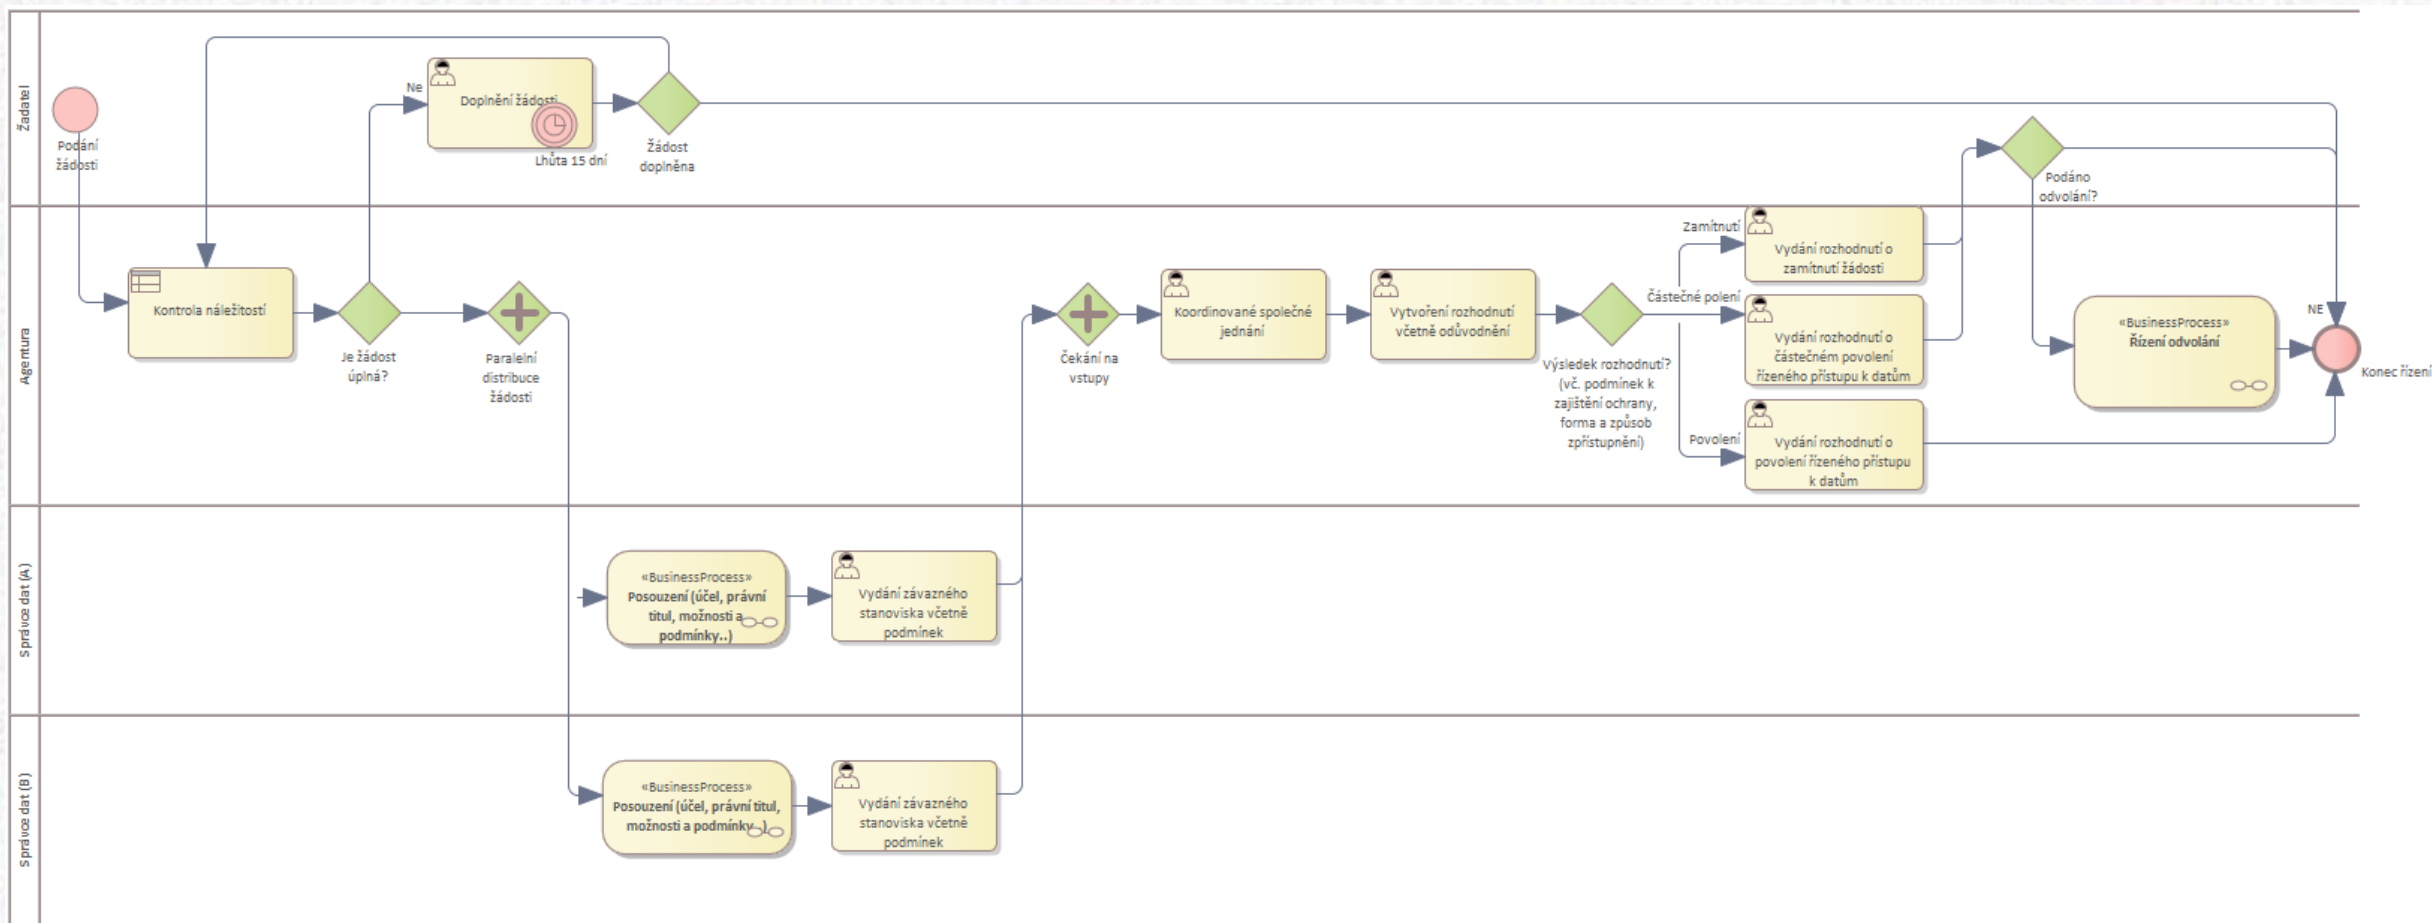 Žadatel
Podání
žádosti
Ne
Doplnění žádosti
Lhůta 15 dní
Žádost
doplněna
Podáno
odvolání?
Agentura
Kontrola náležitostí
Je žádost
úplná?
Paralelní
distribuce
žádosti
Čekání na
vstupy
Koordinované společné
jednání
Vytvoření rozhodnutí
včetně odůvodnění
Výsledek rozhodnutí?
(vč. podmínek k
zajištění ochrany,
forma a způsob
zpřístupnění)
Zamítnutí
Vydání rozhodnutí o
zamítnutí žádosti
Částečné polení
Vydání rozhodnutí o
částečném povolení
řízeného přístupu k datům
Povolení
Vydání rozhodnutí o
povolení řízeného přístupu
k datům
«BusinessProcess»
Řízení odvolání
NE
Konec řízení
Správce dat (A)
«BusinessProcess»
Posouzení (účel, právní
titul, možnosti a
podmínky..)
Vydání závazného
stanoviska včetně
podmínek
Správce dat (B)
«BusinessProcess»
Posouzení (účel, právní titul,
možnosti a podmínky..)
Vydání závazného
stanoviska včetně
podmínek